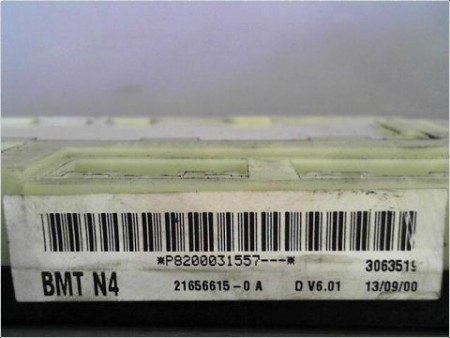 *P8200031557---*
3063519
BMT N4 21656615-0 A D V6.01 13/09/00